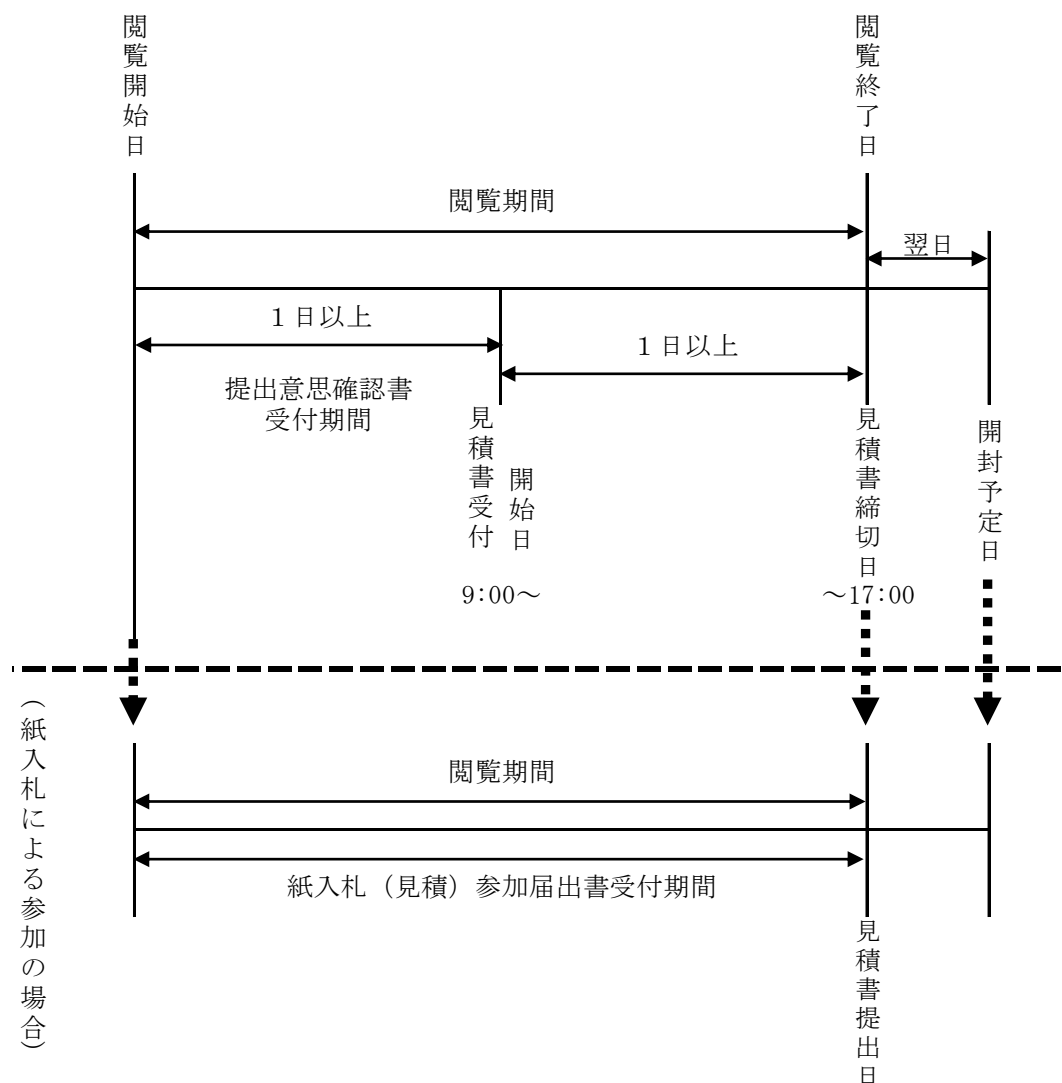 閲覧開始日
閲覧終了日
閲覧期間
翌日
1日以上
1日以上
提出意思確認書
受付期間
見積書受付
開始日
見積書締切日
開封予定日
9:00～
～17:00
（紙入札による参加の場合）
閲覧期間
紙入札（見積）参加届出書受付期間
見積書提出日